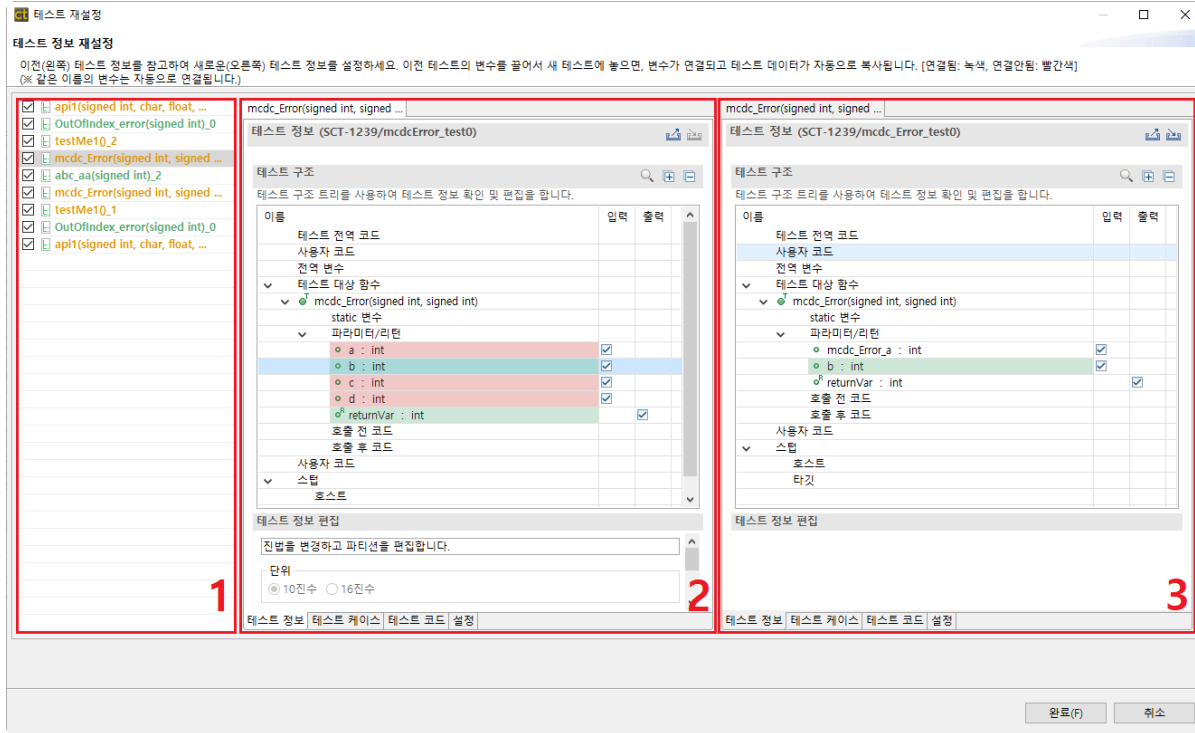 ct 테스트 재설정
테스트 정보 재설정
이전(왼쪽) 테스트 정보를 참고하여 새로운(오른쪽) 테스트 정보를 설정하세요. 이전 테스트의 변수를 끌어서 새 테스트에 놓으면, 변수가 연결되고 테스트 데이터가 자동으로 복사됩니다. [연결됨: 녹색, 연결안됨: 빨간색]
(※ 같은 이름의 변수는 자동으로 연결됩니다.)
api1(signed int, char, float, ...
OutOfIndex_error(signed int)_0
testMe1()_2
mcdc_Error(signed int, signed ...
abc_aa(signed int)_2
mcdc_Error(signed int, signed ...
testMe1()_1
OutOfIndex_error(signed int)_0
api1(signed int, char, float, ...
1
mcdc_Error(signed int, signed ...
테스트 정보 (SCT-1239/mcdcError_test0)
테스트 구조
테스트 구조 트리를 사용하여 테스트 정보 확인 및 편집을 합니다.
이름 입력 출력
테스트 전역 코드
사용자 코드
전역 변수
테스트 대상 함수
mcdc_Error(signed int, signed int)
static 변수
파라미터/리턴
a : int
b : int
c : int
d : int
returnVar : int
호출 전 코드
호출 후 코드
사용자 코드
스텁
호스트
테스트 정보 편집
진법을 변경하고 파티션을 편집합니다.
단위
10진수 16진수
2
테스트 정보 테스트 케이스 테스트 코드 설정
mcdc_Error(signed int, signed ...
테스트 정보 (SCT-1239/mcdc_Error_test0)
테스트 구조
테스트 구조 트리를 사용하여 테스트 정보 확인 및 편집을 합니다.
이름 입력 출력
테스트 전역 코드
사용자 코드
전역 변수
테스트 대상 함수
mcdc_Error(signed int, signed int)
static 변수
파라미터/리턴
mcdc_Error_a : int
b : int
returnVar : int
호출 전 코드
호출 후 코드
사용자 코드
스텁
호스트
타깃
테스트 정보 편집
3
테스트 정보 테스트 케이스 테스트 코드 설정
완료(F) 취소